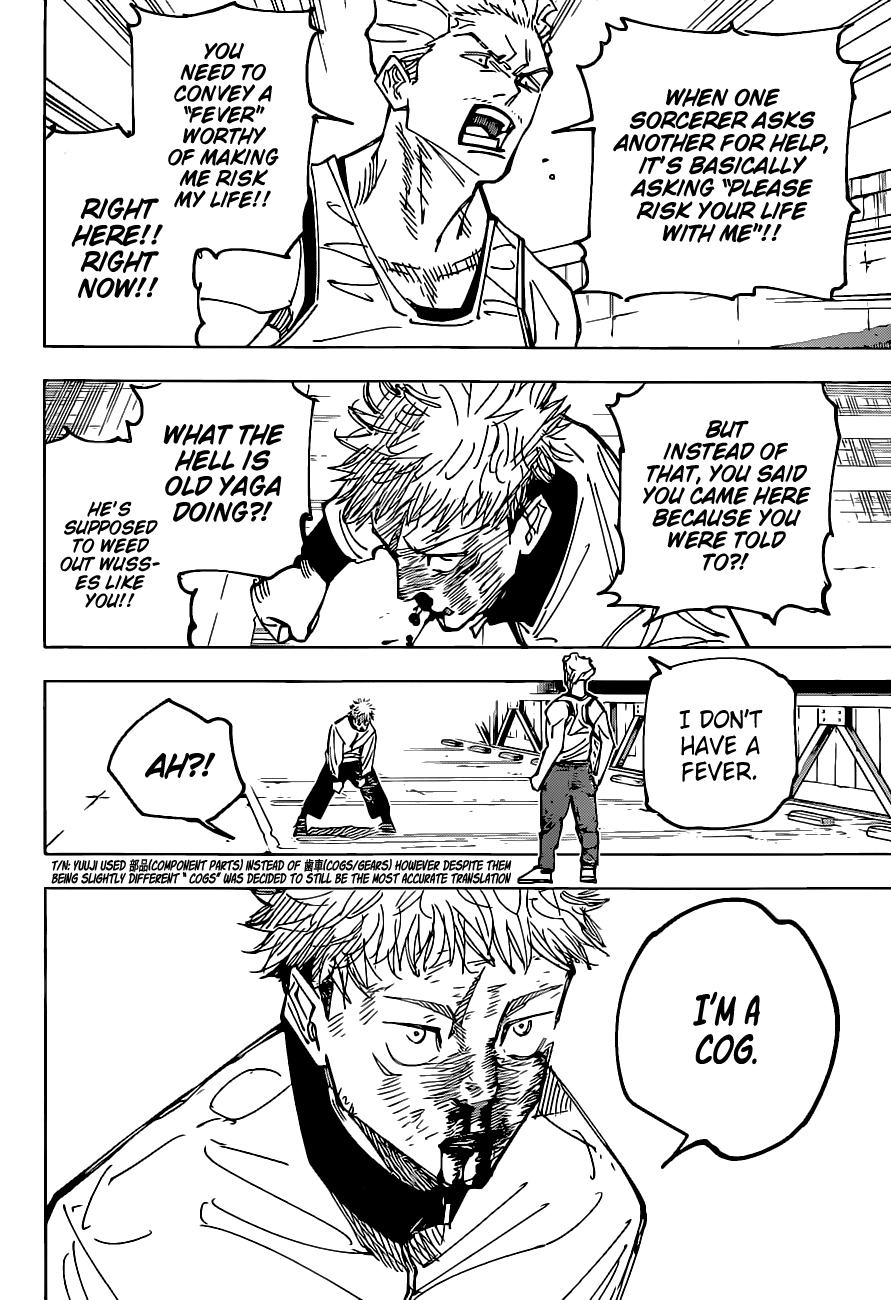 WHEN ONE
SORCERER ASKS
ANOTHER FOR HELP,
IT'S BASICALLY
ASKING "PLEASE
RISK YOUR LIFE
WITH ME"!!
YOU
NEED TO
CONVEY A
"FEVER"
WORTHY
OF MAKING
ME RISK
MY LIFE!!
RIGHT
HERE!!
RIGHT
NOW!!
BUT
INSTEAD OF
THAT, YOU SAID
YOU CAME HERE
BECAUSE YOU
WERE TOLD
TO?!
WHAT THE
HELL IS
OLD YAGA
DOING?!
HE'S
SUPPOSED
TO WEED
OUT WUSS-
ES LIKE
YOU!!
I DON'T
HAVE A
FEVER.
AH?!
T/N: YUUJI USED 部品(COMPONENT PARTS) INSTEAD OF 歯車(COGS/GEARS) HOWEVER DESPITE THEM
BEING SLIGHTLY DIFFERENT " COGS" WAS DECIDED TO STILL BE THE MOST ACCURATE TRANSLATION
I'M A
COG.